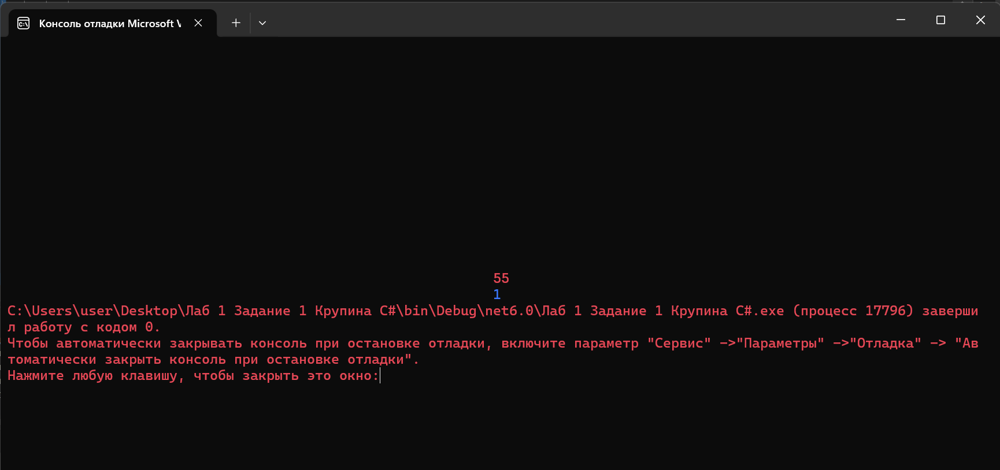 Консоль отладки Microsoft V
55
1
C:\Users\user\Desktop\Лаб 1 Задание 1 Крупина C#\bin\Debug\net6.0\Лаб 1 Задание 1 Крупина C#.exe (процесс 17796) заверши
л работу с кодом 0.
Чтобы автоматически закрывать консоль при остановке отладки, включите параметр "Сервис" ->"Параметры" ->"Отладка" -> "Ав
томатически закрыть консоль при остановке отладки".
Нажмите любую клавишу, чтобы закрыть это окно: